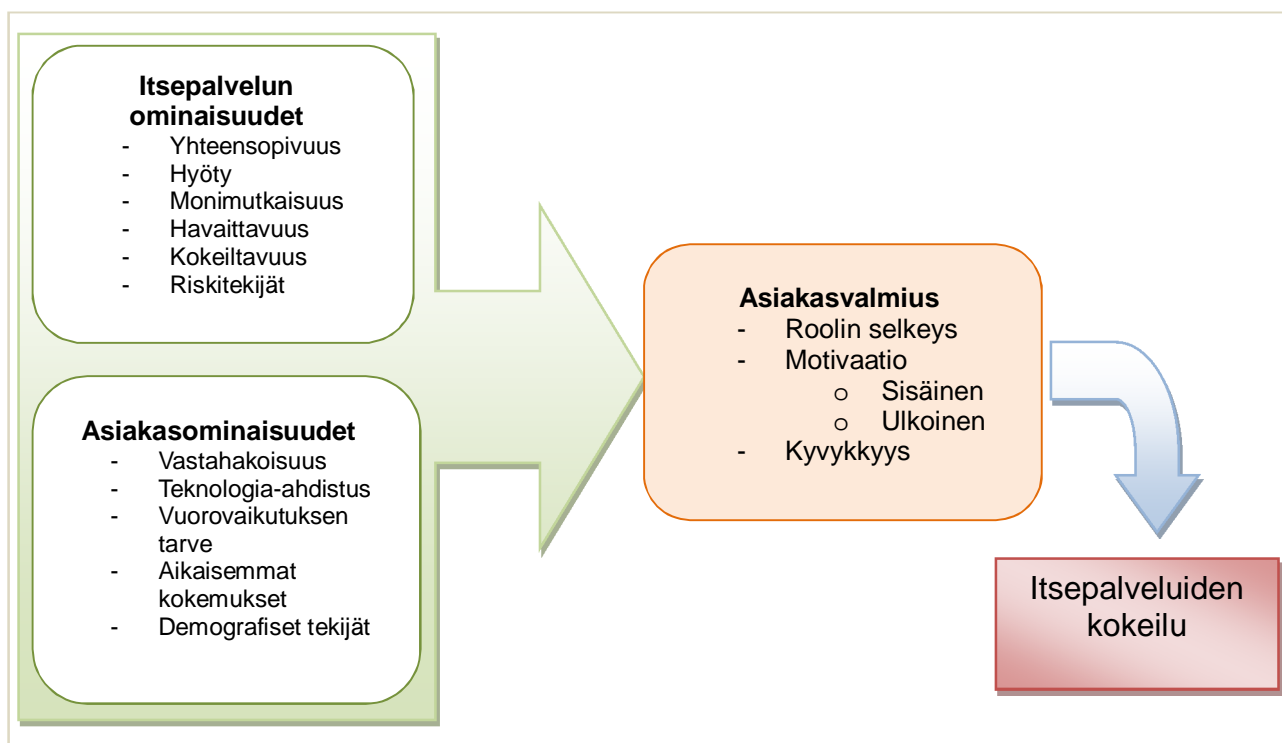 Itsepalvelun
ominaisuudet
- Yhteensopivuus
- Hyöty
- Monimutkaisuus
- Havaittavuus
- Kokeiltavuus
- Riskitekijät
Asiakasominaisuudet
- Vastahakoisuus
- Teknologia-ahdistus
- Vuorovaikutuksen
tarve
- Aikaisemmat
kokemukset
- Demografiset tekijät
Asiakasvalmius
- Roolin selkeys
- Motivaatio
o Sisäinen
o Ulkoinen
- Kyvykkyys
Itsepalveluiden
kokeilu